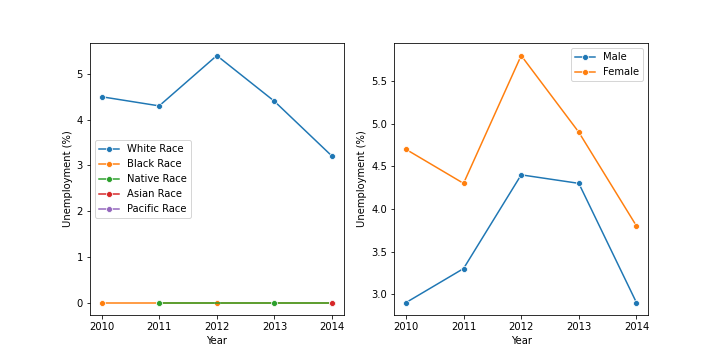 5
4
3
2
1
0
Unemployment (%)
White Race
Black Race
Native Race
Asian Race
Pacific Race
2010 2011 2012 2013 2014
Year
5.5
5.0
4.5
4.0
3.5
3.0
Unemployment (%)
Male
Female
2010 2011 2012 2013 2014
Year